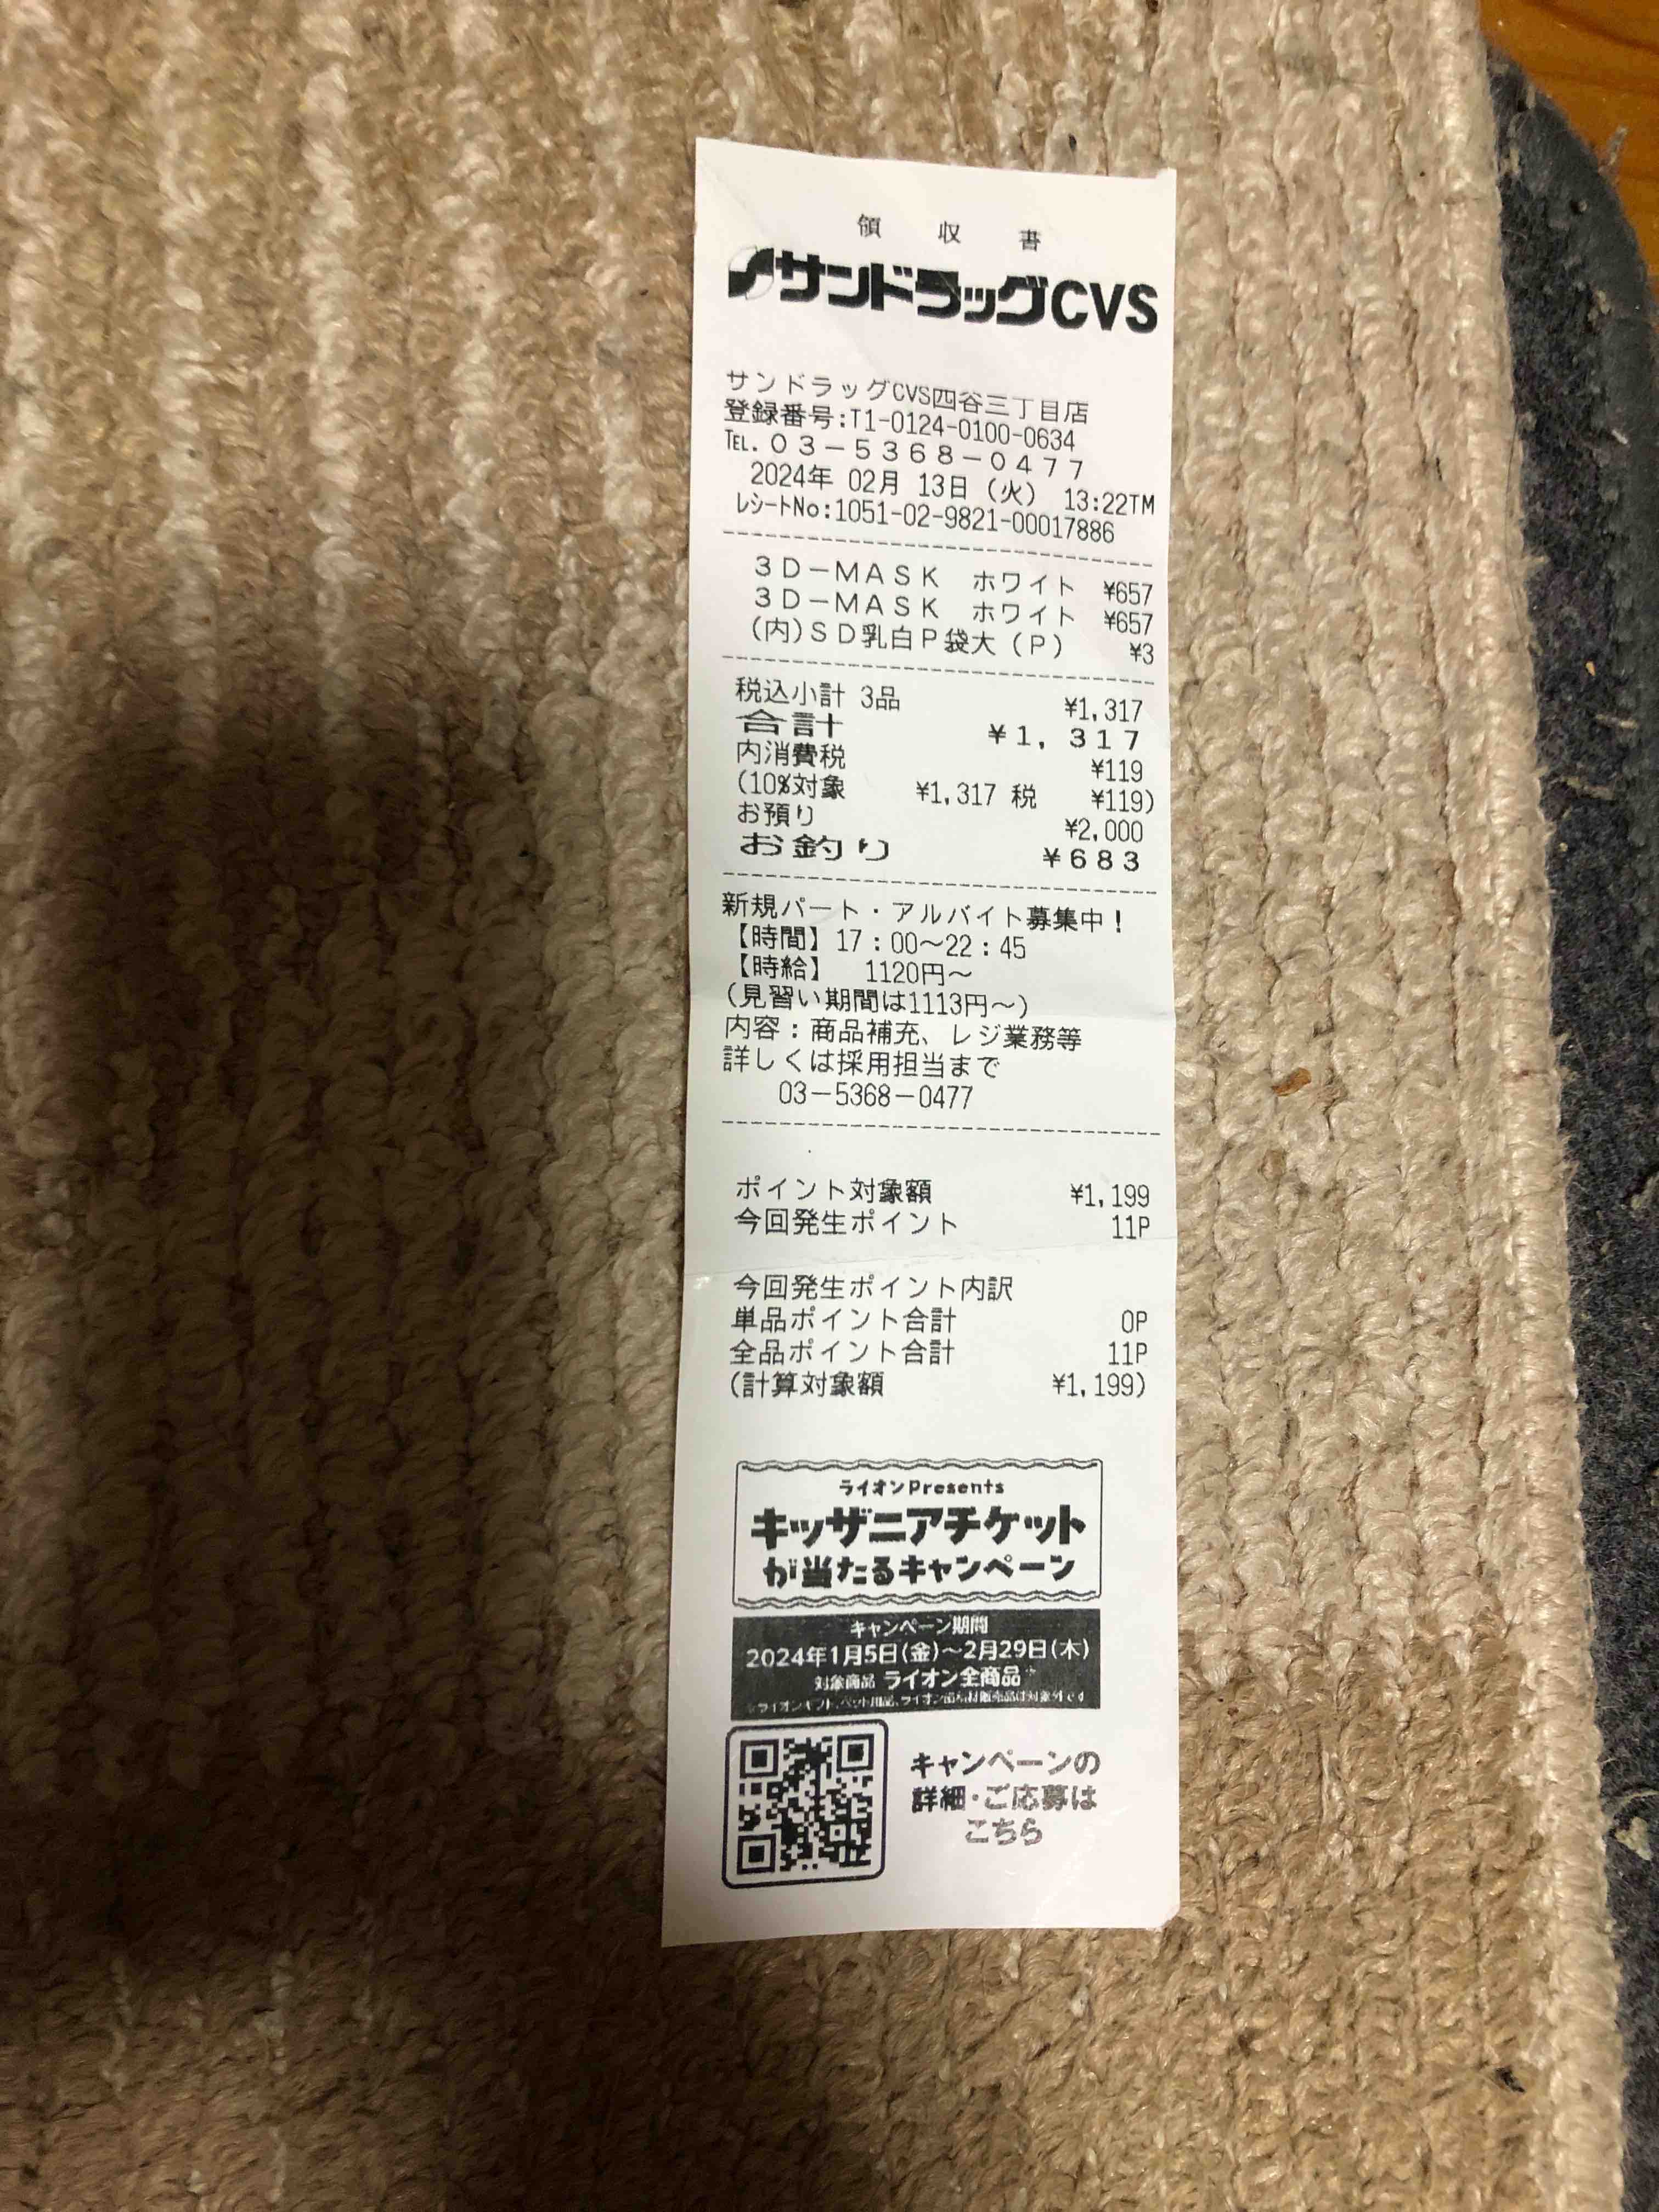 領 収 書
サンドラッグCVS
サンドラッグCVS四谷三丁目店
登録番号:T1-0124-0100-0634
TEL.03-5368-0477
2024年 02月 13日 (火) 13:22TM
レシートNo:1051-02-9821-00017886
3D-MASK ホワイト ¥657
3D-MASK ホワイト ¥657
(内)SD乳白P袋大(P) ¥3
税込小計 3品 ¥1,317
合計 ¥1,317
内消費税 ¥119
(10%対象 ¥1,317 税 ¥119)
お預り ¥2,000
お釣り ¥683
新規パート・アルバイト募集中!
【時間】17:00〜22:45
【時給】 1120円〜
(見習い期間は1113円〜)
内容:商品補充、レジ業務等
詳しくは採用担当まで
03-5368-0477
ポイント対象額 ¥1,199
今回発生ポイント 11P
今回発生ポイント内訳
単品ポイント合計 0P
全品ポイント合計 11P
(計算対象額 ¥1,199)
ライオンPresents
キッザニアチケット
が当たるキャンペーン
キャンペーン期間
2024年1月5日(金)〜2月29日(木)
対象商品 ライオン全商品
キャンペーンの
詳細・ご応募は
こちら